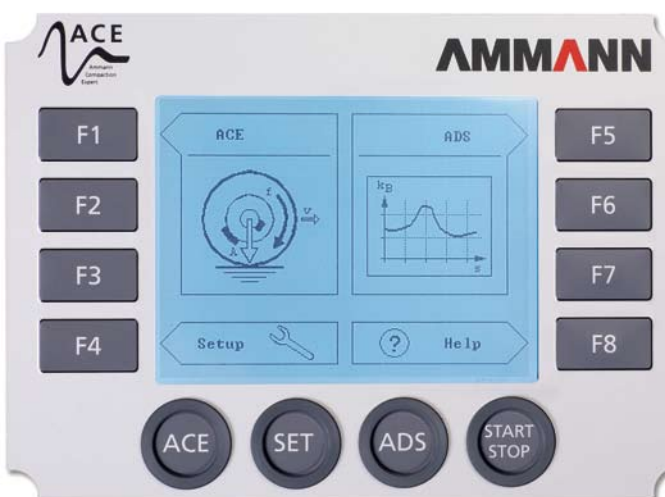 ACE
Ammann
Compaction
Expert
AMMANN
F1
F2
F3
F4
ACE
f
v
A
Setup
ADS
kB
s
?
Help
F5
F6
F7
F8
ACE
SET
ADS
START
STOP